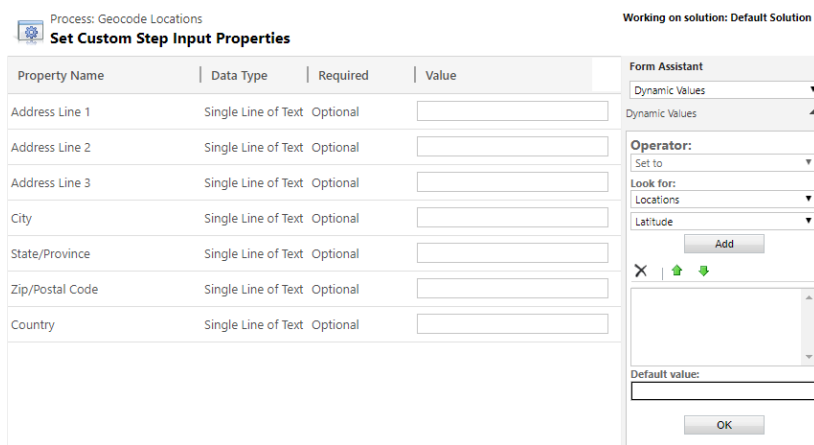 Process: Geocode Locations
Working on solution: Default Solution
Set Custom Step Input Properties
Property Name Data Type Required Value
Address Line 1 Single Line of Text Optional
Address Line 2 Single Line of Text Optional
Address Line 3 Single Line of Text Optional
City Single Line of Text Optional
State/Province Single Line of Text Optional
Zip/Postal Code Single Line of Text Optional
Country Single Line of Text Optional
Form Assistant
Dynamic Values
Dynamic Values
Operator:
Set to
Look for:
Locations
Latitude
Add
Default value:
OK